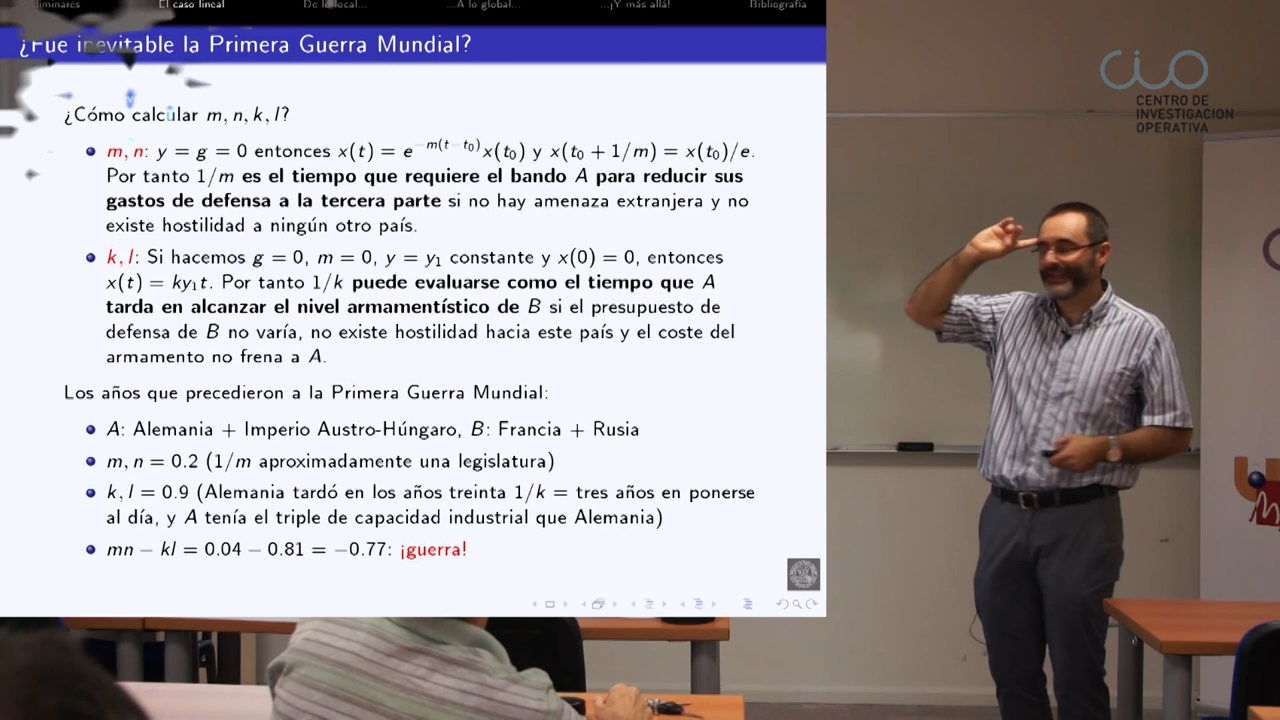 El caso lineal
De lo local...
...A lo global...
...¡Y más allá!
Bibliografía
¿Fue inevitable la Primera Guerra Mundial?
CENTRO DE
INVESTIGACION
OPERATIVA
¿Cómo calcular m, n, k, l?
m, n: y = g = 0 entonces x(t) = e^{-m(t-t₀)}x(t₀) y x(t₀ + 1/m) = x(t₀)/e.
Por tanto 1/m es el tiempo que requiere el bando A para reducir sus
gastos de defensa a la tercera parte si no hay amenaza extranjera y no
existe hostilidad a ningún otro país.
k, l: Si hacemos g = 0, m = 0, y = y₁ constante y x(0) = 0, entonces
x(t) = ky₁t. Por tanto 1/k puede evaluarse como el tiempo que A
tarda en alcanzar el nivel armamentístico de B si el presupuesto de
defensa de B no varía, no existe hostilidad hacia este país y el coste del
armamento no frena a A.
Los años que precedieron a la Primera Guerra Mundial:
A: Alemania + Imperio Austro-Húngaro, B: Francia + Rusia
m, n = 0.2 (1/m aproximadamente una legislatura)
k, l = 0.9 (Alemania tardó en los años treinta 1/k = tres años en ponerse
al día, y A tenía el triple de capacidad industrial que Alemania)
mn − kl = 0.04 − 0.81 = −0.77: ¡guerra!